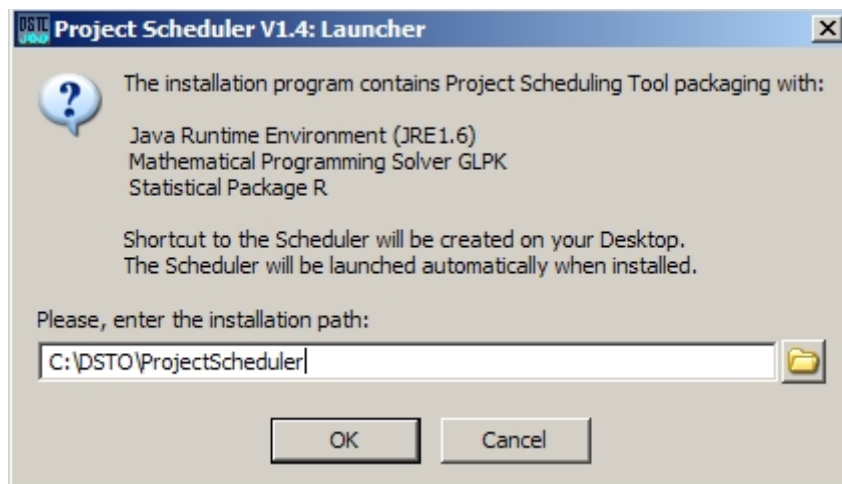 Project Scheduler V1.4: Launcher
The installation program contains Project Scheduling Tool packaging with:
Java Runtime Environment (JRE1.6)
Mathematical Programming Solver GLPK
Statistical Package R
Shortcut to the Scheduler will be created on your Desktop.
The Scheduler will be launched automatically when installed.
Please, enter the installation path:
C:\DSTO\ProjectScheduler
OK Cancel